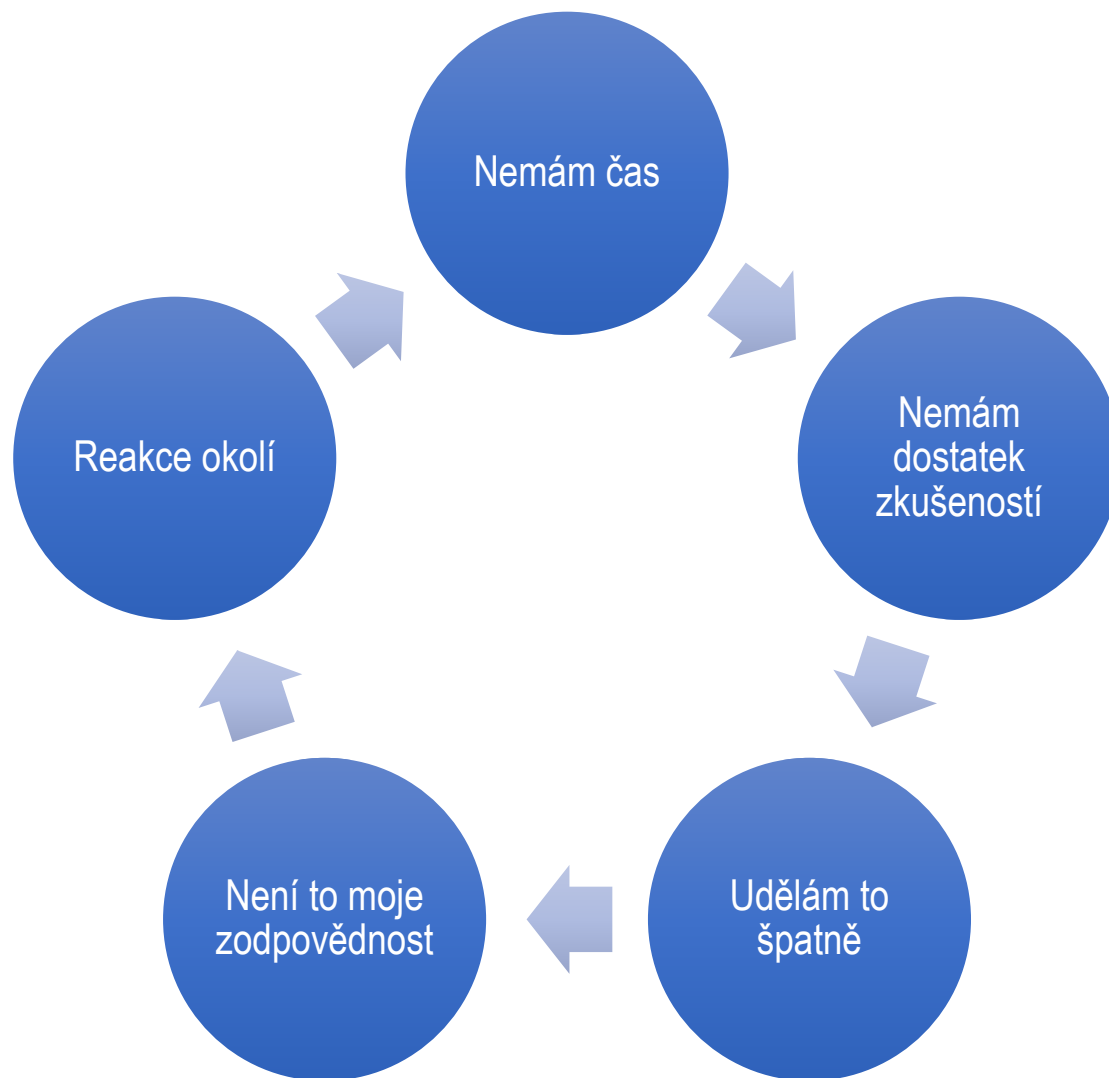 Nemám čas
Nemám
dostatek
zkušeností
Udělám to
špatně
Není to moje
zodpovědnost
Reakce okolí